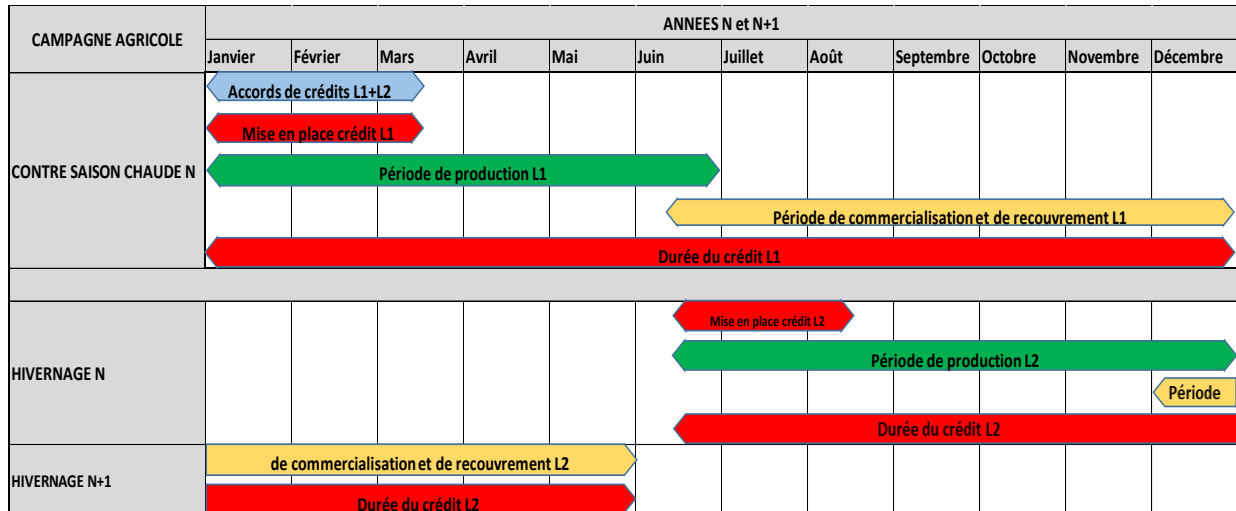 CAMPAGNE AGRICOLE
ANNEES N et N+1
Janvier Février Mars Avril Mai Juin Juillet Août Septembre Octobre Novembre Décembre
CONTRE SAISON CHAUDE N
Accords de crédits L1+L2
Mise en place crédit L1
Période de production L1
Période de commercialisation et de recouvrement L1
Durée du crédit L1
HIVERNAGE N
Mise en place crédit L2
Période de production L2
Période
Durée du crédit L2
HIVERNAGE N+1
de commercialisation et de recouvrement L2
Durée du crédit L2